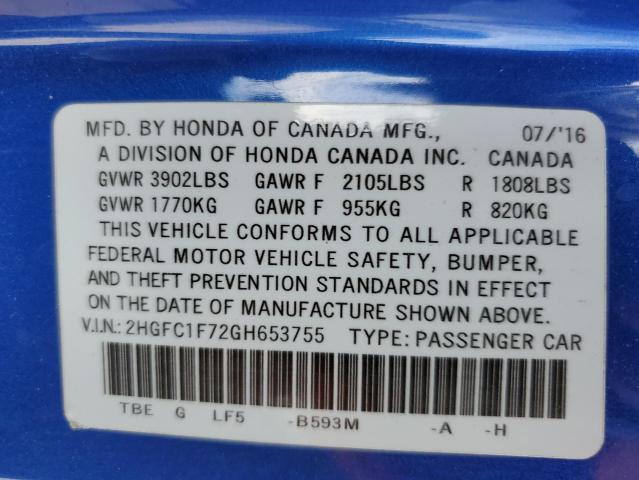 MFD. BY HONDA OF CANADA MFG., 07/'16
A DIVISION OF HONDA CANADA INC. CANADA
GVWR 3902LBS GAWR F 2105LBS R 1808LBS
GVWR 1770KG GAWR F 955KG R 820KG
THIS VEHICLE CONFORMS TO ALL APPLICABLE
FEDERAL MOTOR VEHICLE SAFETY, BUMPER,
AND THEFT PREVENTION STANDARDS IN EFFECT
ON THE DATE OF MANUFACTURE SHOWN ABOVE.
V.I.N.: 2HGFC1F72GH653755 TYPE: PASSENGER CAR
TBE G LF5 -B593M -A -H